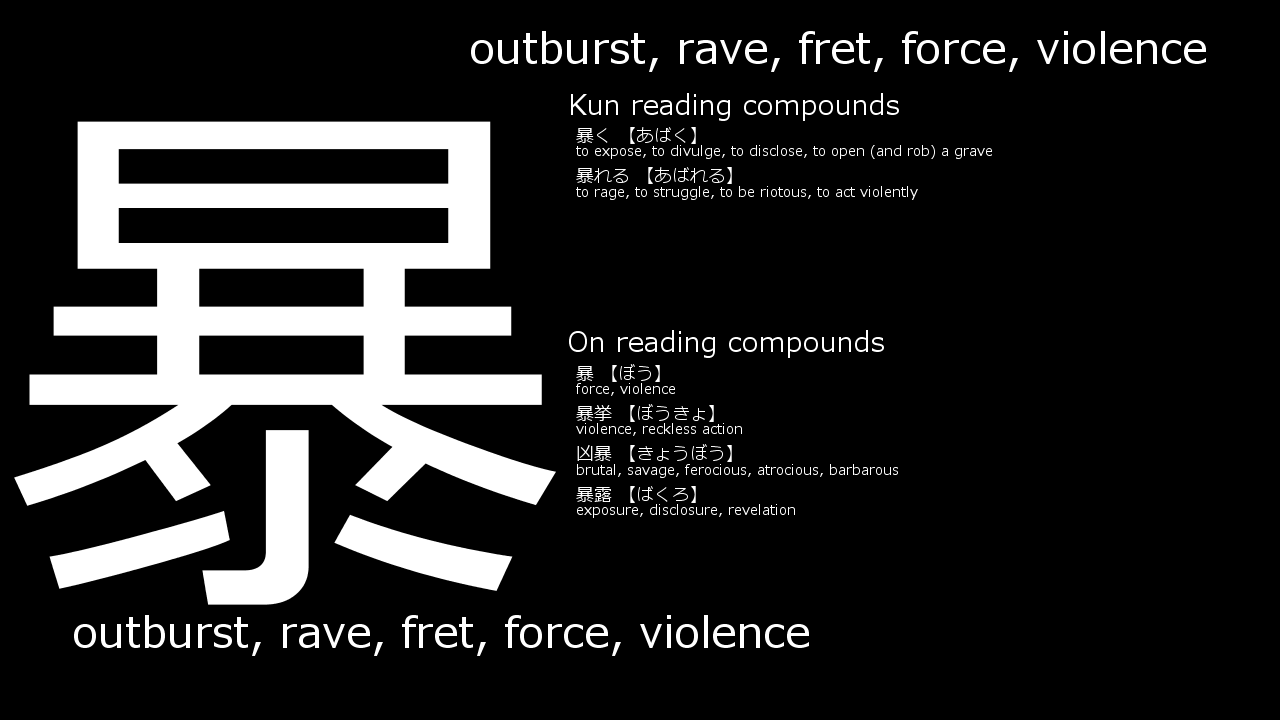 outburst, rave, fret, force, violence
暴
Kun reading compounds
暴く 【あばく】
to expose, to divulge, to disclose, to open (and rob) a grave
暴れる 【あばれる】
to rage, to struggle, to be riotous, to act violently
On reading compounds
暴 【ぼう】
force, violence
暴挙 【ぼうきょ】
violence, reckless action
凶暴 【きょうぼう】
brutal, savage, ferocious, atrocious, barbarous
暴露 【ばくろ】
exposure, disclosure, revelation
outburst, rave, fret, force, violence